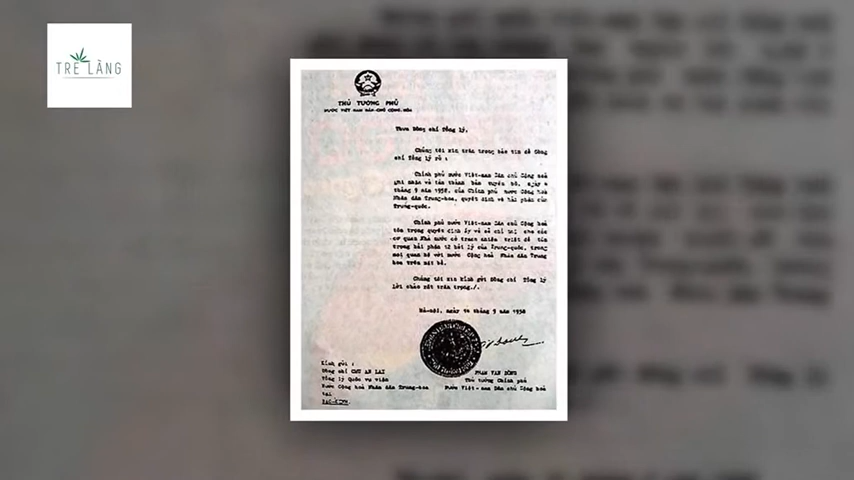 TRE LÀNG
THỦ TƯỚNG PHỦ
NƯỚC VIỆT NAM DÂN CHỦ CỘNG HÒA
Thưa Đồng chí Tổng lý,
Chúng tôi xin trân trọng báo tin để Đồng
chí Tổng lý rõ :
Chính phủ nước Việt-nam Dân chủ Cộng hoà
ghi nhận và tán thành bản tuyên bố, ngày 4
tháng 9 năm 1958, của Chính phủ nước Cộng hoà
Nhân dân Trung-hoa, quyết định về hải phận của
Trung-quốc.
Chính phủ nước Việt-nam Dân chủ Cộng hoà
tôn trọng quyết định ấy và sẽ chỉ thị cho các
cơ quan Nhà nước có trách nhiệm triệt để tôn
trọng hải phận 12 hải lý của Trung-quốc, trong
mọi quan hệ với nước Cộng hoà Nhân dân Trung
hoa trên mặt bể.
Chúng tôi xin kính gửi Đồng chí Tổng lý
lời chào rất trân trọng./.
Hà-nội, ngày 14 tháng 9 năm 1958
Kính gửi :
Đồng chí CHU AN LAI
Tổng lý Quốc vụ viện
Nước Cộng hoà Nhân dân Trung-hoa
tại
BẮC-KINH.
PHẠM VĂN ĐỒNG
Thủ tướng Chính phủ
Nước Việt-nam Dân chủ Cộng hoà